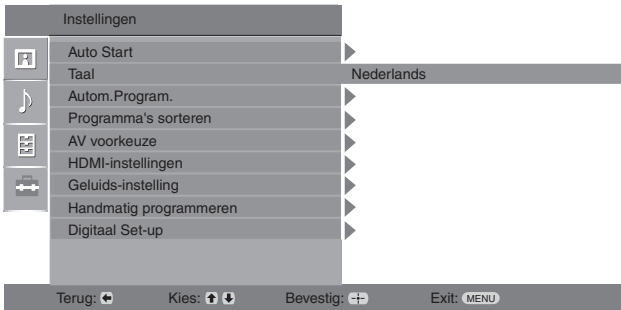 Instellingen
Auto Start
Taal Nederlands
Autom.Program.
Programma's sorteren
AV voorkeuze
HDMI-instellingen
Geluids-instelling
Handmatig programmeren
Digitaal Set-up
Terug: Kies: Bevestig: Exit: MENU